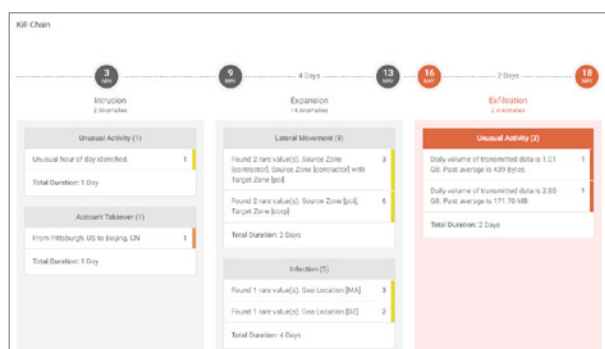 Kill Chain
3
MAY
9
MAY
4 Days
13
MAY
16
MAY
2 Days
18
MAY
Intrusion
2 Anomalies
Expansion
14 Anomalies
Exfiltration
2 Anomalies
Unusual Activity (1)
Unusual hour of day identified. 1
Total Duration: 1 Day
Account Takeover (1)
From Pittsburgh, US to Beijing, CN 1
Total Duration: 1 Day
Lateral Movement (9)
Found 2 rare value(s). Source Zone 3
[contractor], Source Zone [contractor] with
Target Zone [pci]
Found 2 rare value(s). Source Zone [pci], 6
Target Zone [corp]
Total Duration: 2 Days
Infection (5)
Found 1 rare value(s). Geo Location [MA] 3
Found 1 rare value(s). Geo Location [DZ] 2
Total Duration: 4 Days
Unusual Activity (2)
Daily volume of transmitted data is 1.01 1
GB. Past average is 439 Bytes.
Daily volume of transmitted data is 2.80 1
GB. Past average is 171.70 MB.
Total Duration: 2 Days